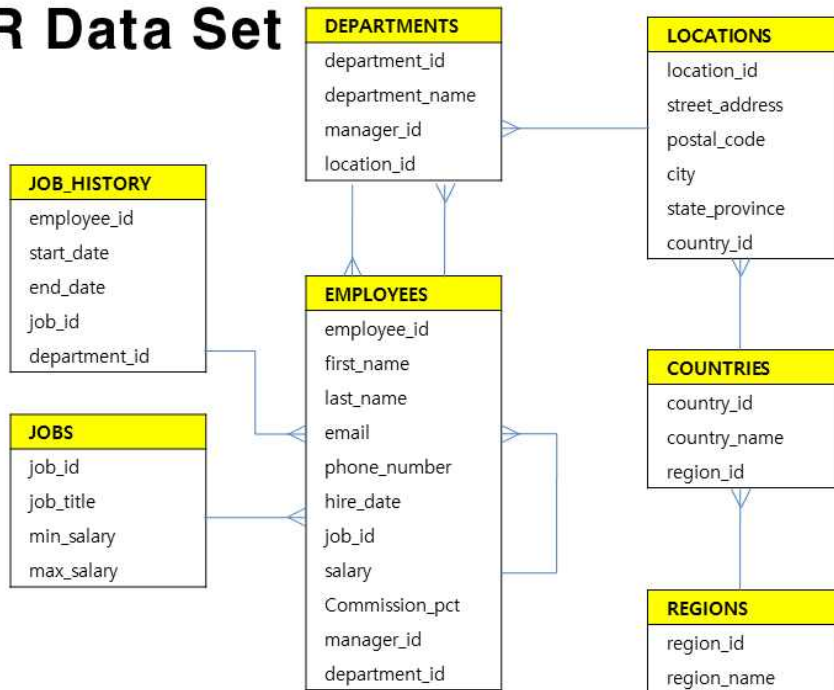 R Data Set
DEPARTMENTS
department_id
department_name
manager_id
location_id
LOCATIONS
location_id
street_address
postal_code
city
state_province
country_id
JOB_HISTORY
employee_id
start_date
end_date
job_id
department_id
EMPLOYEES
employee_id
first_name
last_name
email
phone_number
hire_date
job_id
salary
Commission_pct
manager_id
department_id
COUNTRIES
country_id
country_name
region_id
JOBS
job_id
job_title
min_salary
max_salary
REGIONS
region_id
region_name